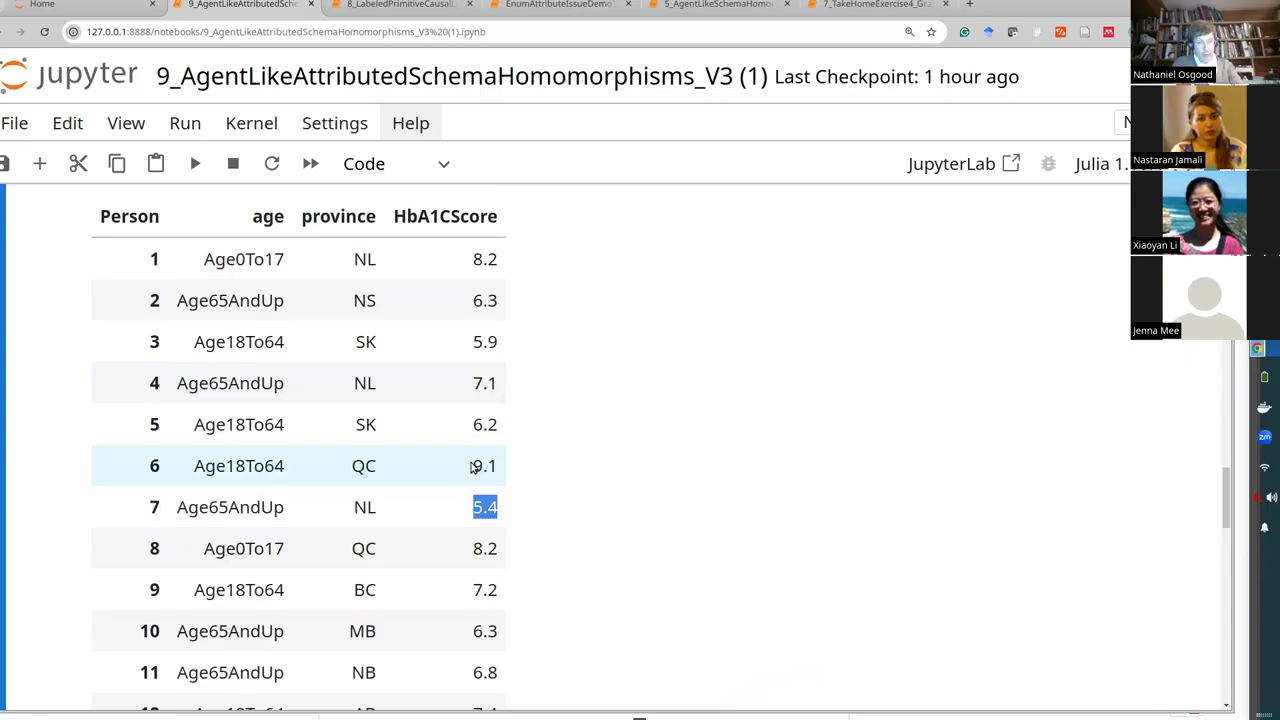 Home
9_AgentLikeAttributedSche
8_LabeledPrimitiveCausal
EnumAttributeIssueDemo
5_AgentLikeSchemaHomom
7_TakeHomeExercise4_Gra
127.0.0.1:8888/notebooks/9_AgentLikeAttributedSchemaHomomorphisms_V3%20(1).ipynb
jupyter 9_AgentLikeAttributedSchemaHomomorphisms_V3 (1) Last Checkpoint: 1 hour ago
File Edit View Run Kernel Settings Help
Code JupyterLab Julia 1.
Person age province HbA1CScore
1 Age0To17 NL 8.2
2 Age65AndUp NS 6.3
3 Age18To64 SK 5.9
4 Age65AndUp NL 7.1
5 Age18To64 SK 6.2
6 Age18To64 QC 9.1
7 Age65AndUp NL 5.4
8 Age0To17 QC 8.2
9 Age18To64 BC 7.2
10 Age65AndUp MB 6.3
11 Age65AndUp NB 6.8
Nathaniel Osgood
Nastaran Jamali
Xiaoyan Li
Jenna Mee
zm